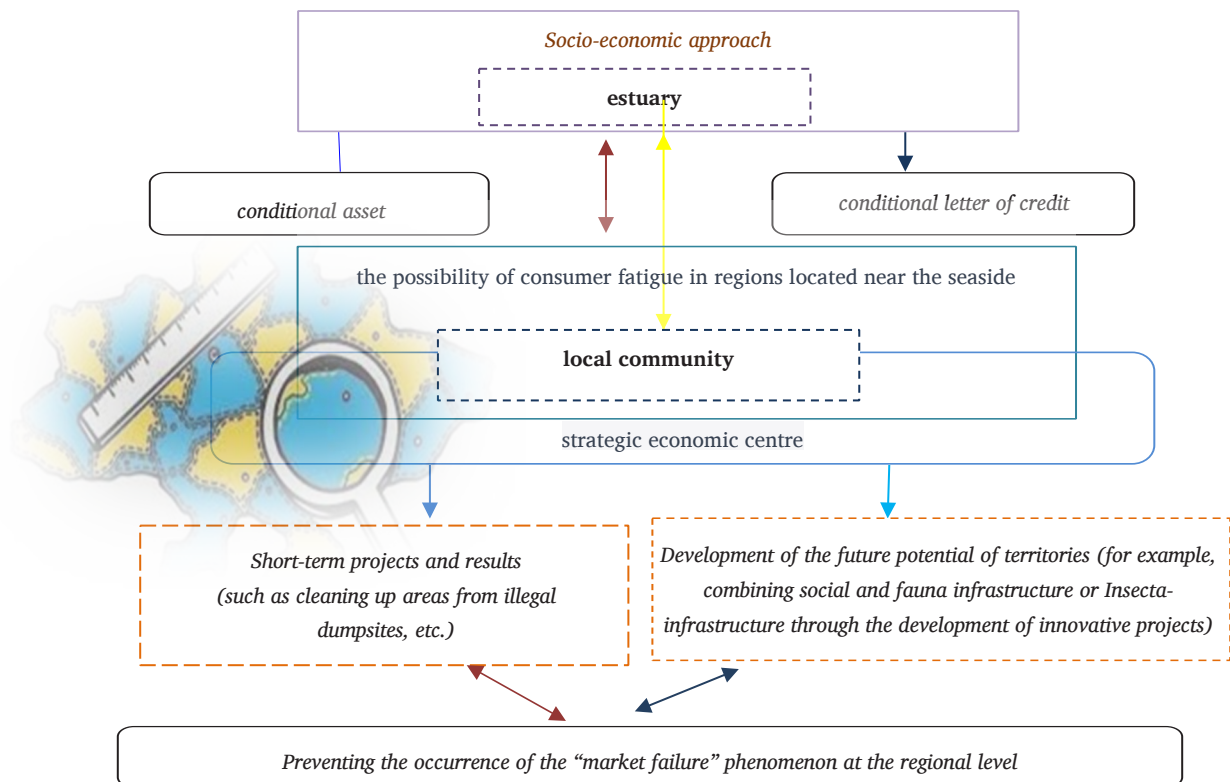 Socio-economic approach
estuary
conditional asset
conditional letter of credit
the possibility of consumer fatigue in regions located near the seaside
local community
strategic economic centre
Short-term projects and results
(such as cleaning up areas from illegal
dumpsites, etc.)
Development of the future potential of territories (for example,
combining social and fauna infrastructure or Insecta-
infrastructure through the development of innovative projects)
Preventing the occurrence of the “market failure” phenomenon at the regional level